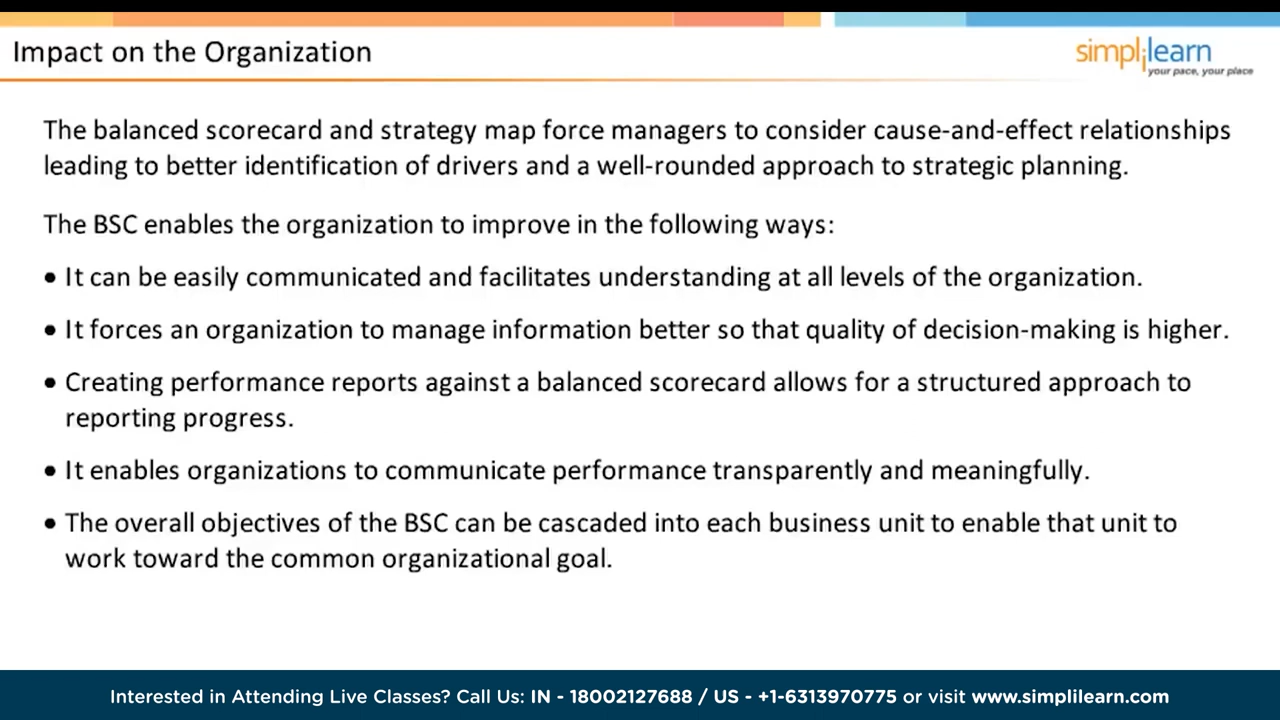 Impact on the Organization
simplilearn
your pace, your place
The balanced scorecard and strategy map force managers to consider cause-and-effect relationships
leading to better identification of drivers and a well-rounded approach to strategic planning.
The BSC enables the organization to improve in the following ways:
• It can be easily communicated and facilitates understanding at all levels of the organization.
• It forces an organization to manage information better so that quality of decision-making is higher.
• Creating performance reports against a balanced scorecard allows for a structured approach to
reporting progress.
• It enables organizations to communicate performance transparently and meaningfully.
• The overall objectives of the BSC can be cascaded into each business unit to enable that unit to
work toward the common organizational goal.
Interested in Attending Live Classes? Call Us: IN - 18002127688 / US - +1-6313970775 or visit www.simplilearn.com